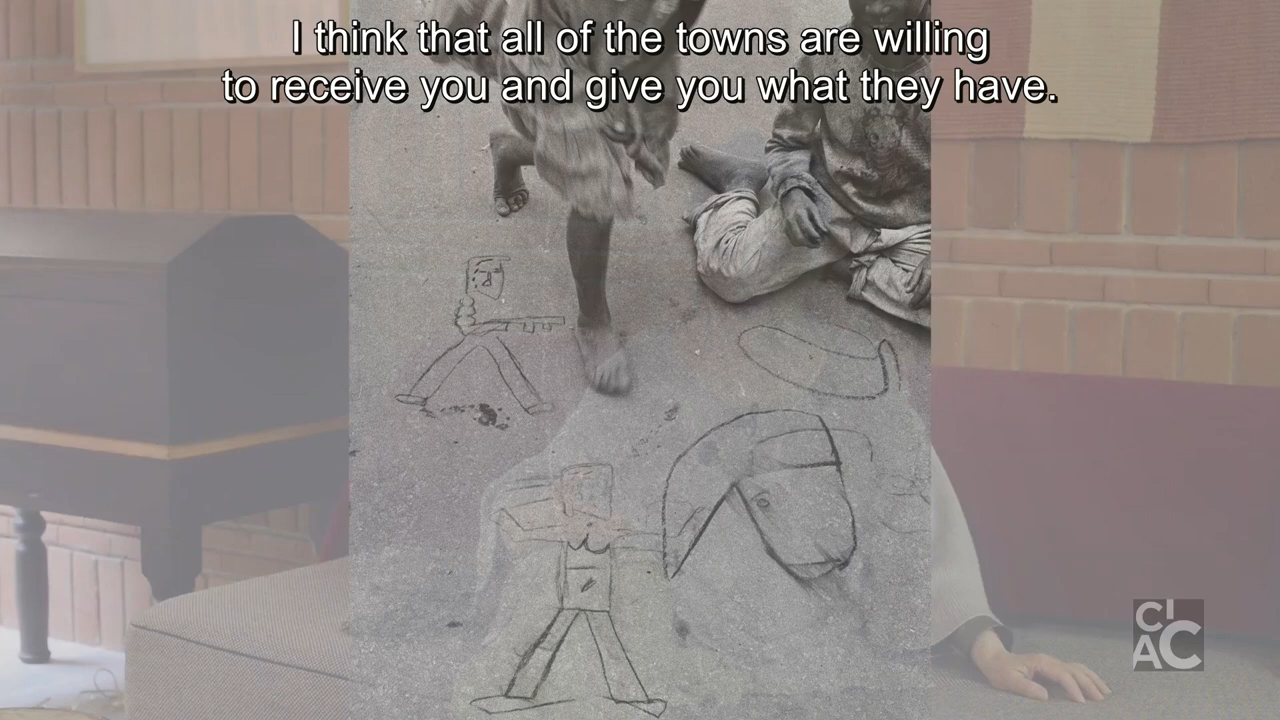 I think that all of the towns are willing
to receive you and give you what they have.
CI
AC